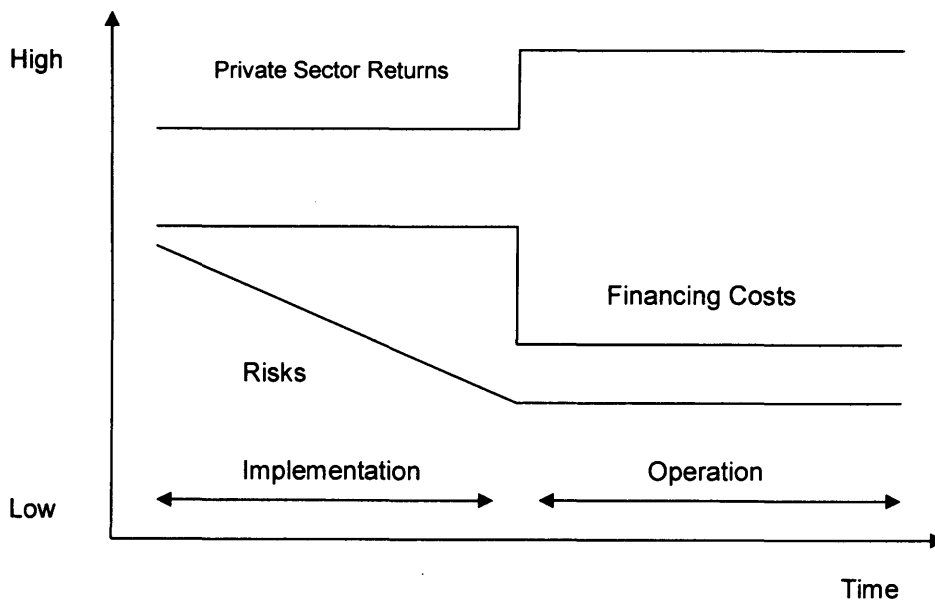 High
Private Sector Returns
Financing Costs
Risks
Implementation
Operation
Low
Time